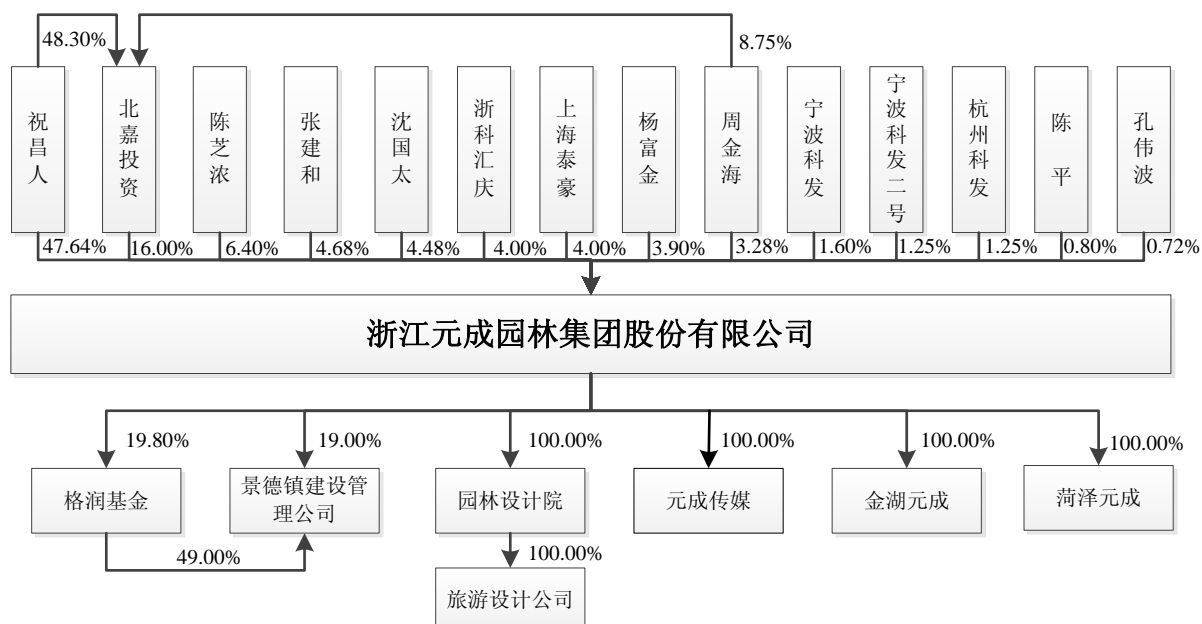 48.30%
8.75%
祝昌人
北嘉投资
陈芝浓
张建和
沈国太
浙科汇庆
上海泰豪
杨富金
周金海
宁波科发
宁波科发二号
杭州科发
陈 平
孔伟波
47.64%
16.00%
6.40%
4.68%
4.48%
4.00%
4.00%
3.90%
3.28%
1.60%
1.25%
1.25%
0.80%
0.72%
浙江元成园林集团股份有限公司
19.80%
19.00%
100.00%
100.00%
100.00%
100.00%
格润基金
景德镇建设管
理公司
园林设计院
元成传媒
金湖元成
菏泽元成
49.00%
100.00%
旅游设计公司